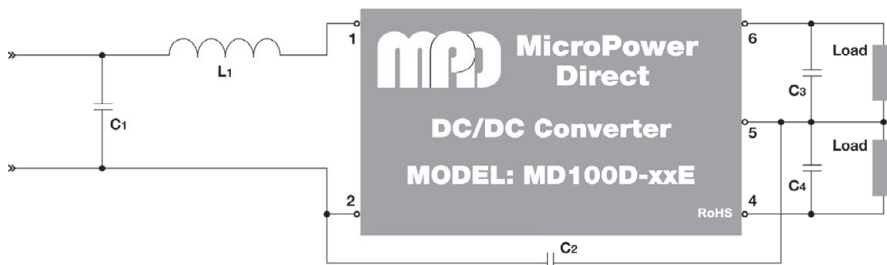 1
6
MPD
MicroPower
Direct
Load
L1
C3
C1
DC/DC Converter
5
MODEL: MD100D-xxE
Load
C4
2
RoHS
4
C2